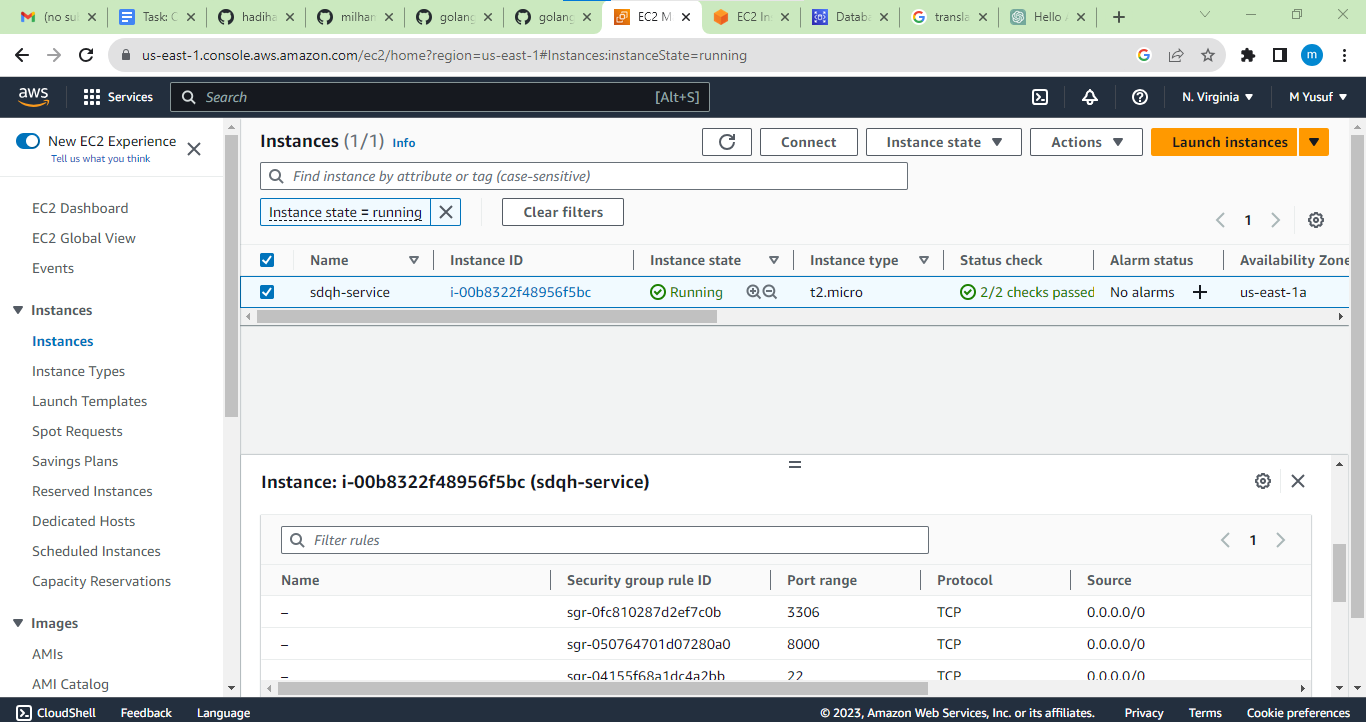 (no su
Task: C
hadiha
milhan
golang
golang
EC2 M
EC2 In
Datab
transla
Hello
us-east-1.console.aws.amazon.com/ec2/home?region=us-east-1#Instances:instanceState=running
m
aws
Services
Search [Alt+S]
N. Virginia
M Yusuf
New EC2 Experience
Tell us what you think
EC2 Dashboard
EC2 Global View
Events
Instances
Instances
Instance Types
Launch Templates
Spot Requests
Savings Plans
Reserved Instances
Dedicated Hosts
Scheduled Instances
Capacity Reservations
Images
AMIs
AMI Catalog
Instances (1/1) Info
Connect
Instance state
Actions
Launch instances
Find instance by attribute or tag (case-sensitive)
Instance state = running
Clear filters
1
Name Instance ID Instance state Instance type Status check Alarm status Availability Zone
sdqh-service i-00b8322f48956f5bc Running t2.micro 2/2 checks passed No alarms us-east-1a
Instance: i-00b8322f48956f5bc (sdqh-service)
Filter rules
1
Name Security group rule ID Port range Protocol Source
– sgr-0fc810287d2ef7c0b 3306 TCP 0.0.0.0/0
– sgr-050764701d07280a0 8000 TCP 0.0.0.0/0
– sgr-04155f68a1dc4a2bb 22 TCP 0.0.0.0/0
CloudShell Feedback Language © 2023, Amazon Web Services, Inc. or its affiliates. Privacy Terms Cookie preferences